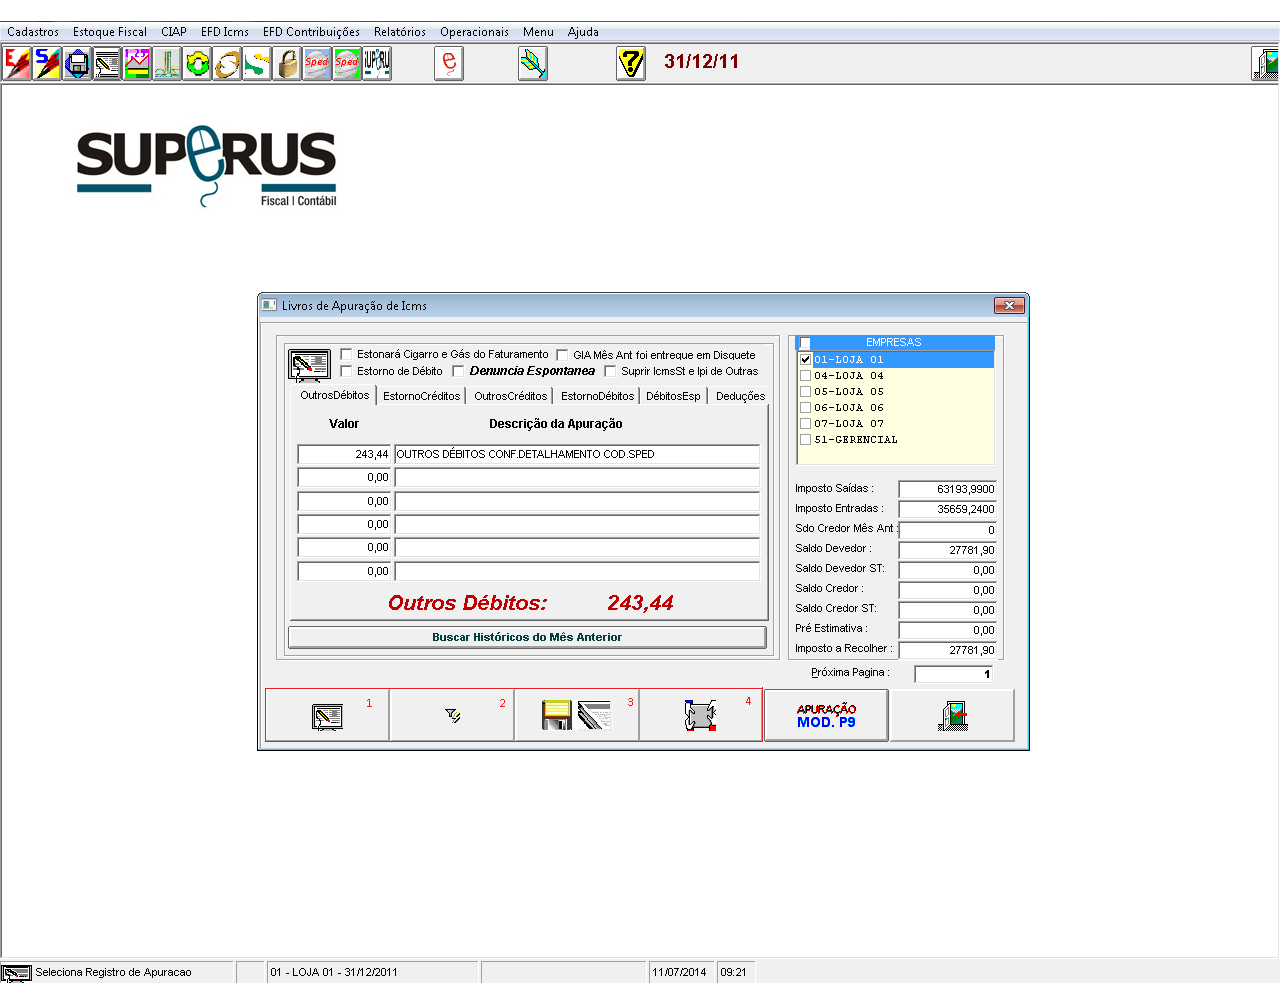 Cadastros Estoque Fiscal CIAP EFD Icms EFD Contribuições Relatórios Operacionais Menu Ajuda
Sped Sped SUPERU e ? 31/12/11
SUPERUS
Fiscal | Contábil
Livros de Apuração de Icms
Estonará Cigarro e Gás do Faturamento GIA Mês Ant foi entregue em Disquete
Estorno de Débito Denuncia Espontanea Suprir IcmsSt e Ipi de Outras
OutrosDébitos EstornoCréditos OutrosCréditos EstornoDébitos DébitosEsp Deduções
Valor Descrição da Apuração
243,44 OUTROS DÉBITOS CONF.DETALHAMENTO COD.SPED
0,00
0,00
0,00
0,00
0,00
Outros Débitos: 243,44
Buscar Históricos do Mês Anterior
EMPRESAS
01-LOJA 01
04-LOJA 04
05-LOJA 05
06-LOJA 06
07-LOJA 07
51-GERENCIAL
Imposto Saídas : 63193,9900
Imposto Entradas : 35659,2400
Sdo Credor Mês Ant : 0
Saldo Devedor : 27781,90
Saldo Devedor ST: 0,00
Saldo Credor : 0,00
Saldo Credor ST: 0,00
Pré Estimativa : 0,00
Imposto a Recolher : 27781,90
Próxima Pagina : 1
1 2 3 4 APURAÇÃO
MOD. P9
Seleciona Registro de Apuracao 01 - LOJA 01 - 31/12/2011 11/07/2014 09:21